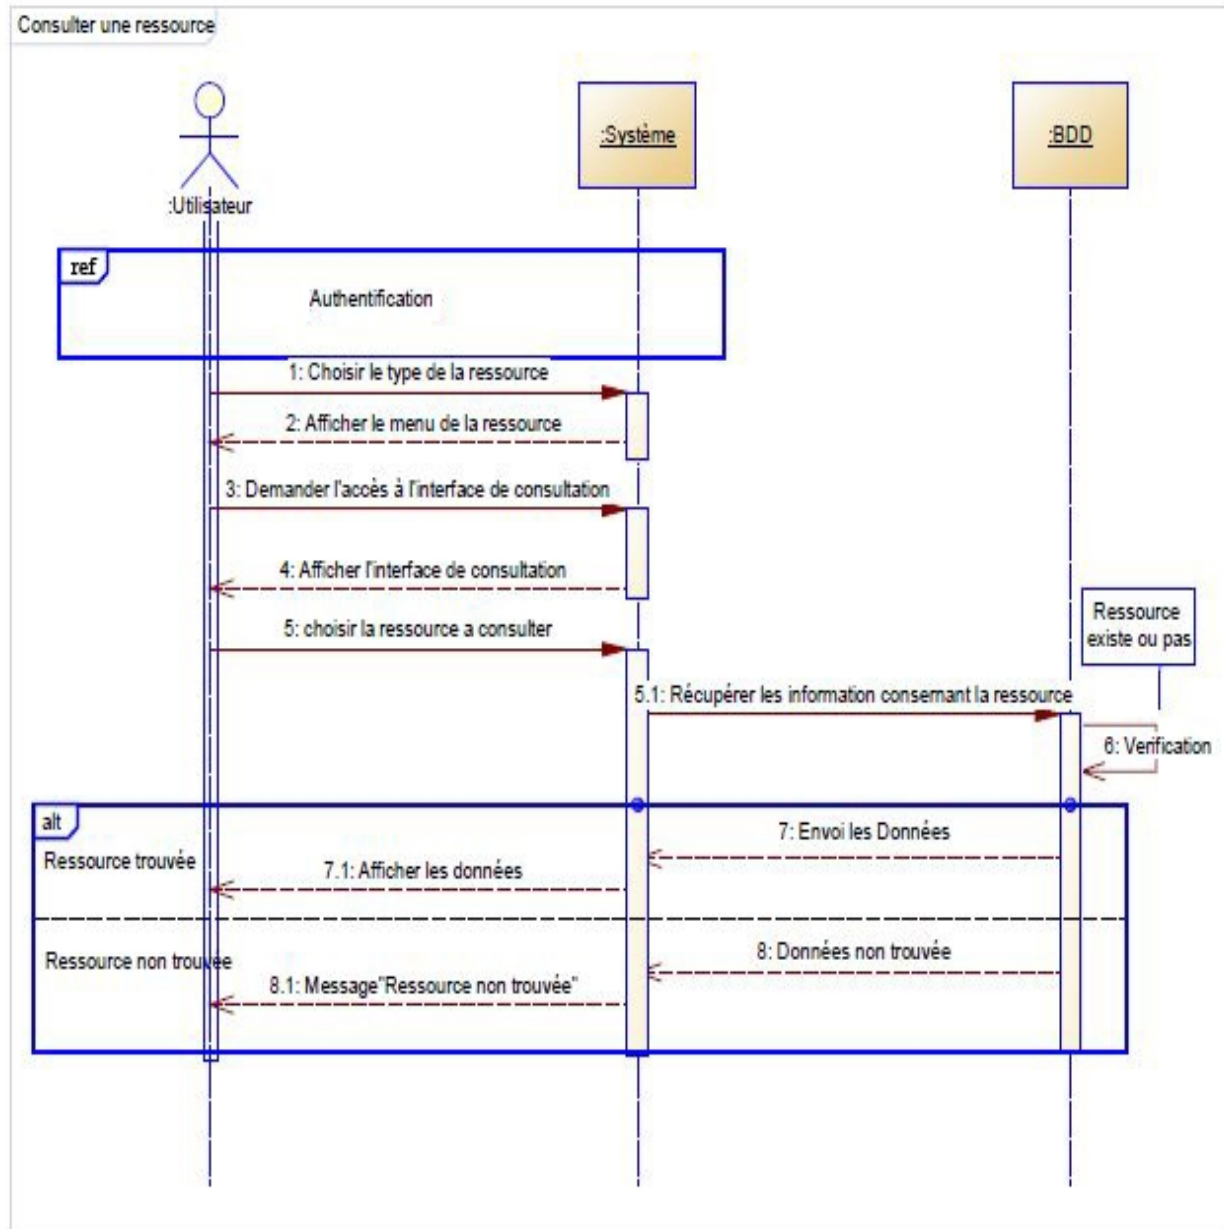 Consulter une ressource
:Utilisateur
:Système
:BDD
ref
Authentification
1: Choisir le type de la ressource
2: Afficher le menu de la ressource
3: Demander l'accès à l'interface de consultation
4: Afficher l'interface de consultation
5: choisir la ressource a consulter
Ressource
existe ou pas
5.1: Récupérer les information consernant la ressource
6: Verification
alt
Ressource trouvée
7: Envoi les Données
7.1: Afficher les données
Ressource non trouvée
8: Données non trouvée
8.1: Message"Ressource non trouvée"